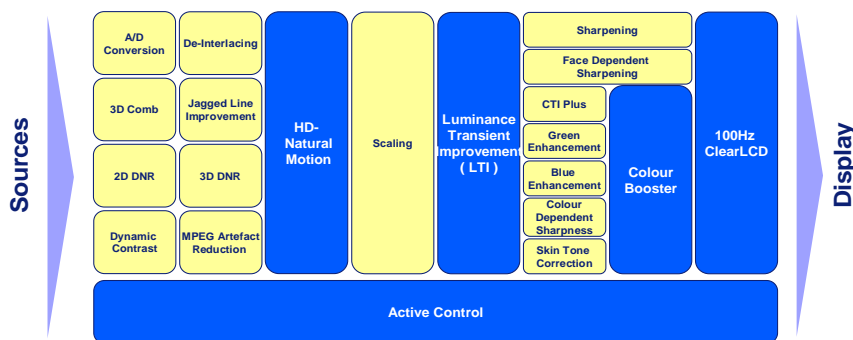 Sources
A/D
Conversion
De-Interlacing
3D Comb
Jagged Line
Improvement
2D DNR
3D DNR
Dynamic
Contrast
MPEG Artefact
Reduction
HD-
Natural
Motion
Scaling
Luminance
Transient
Improvement
( LTI )
Sharpening
Face Dependent
Sharpening
CTI Plus
Green
Enhancement
Blue
Enhancement
Colour
Dependent
Sharpness
Skin Tone
Correction
Colour
Booster
100Hz
ClearLCD
Active Control
Display